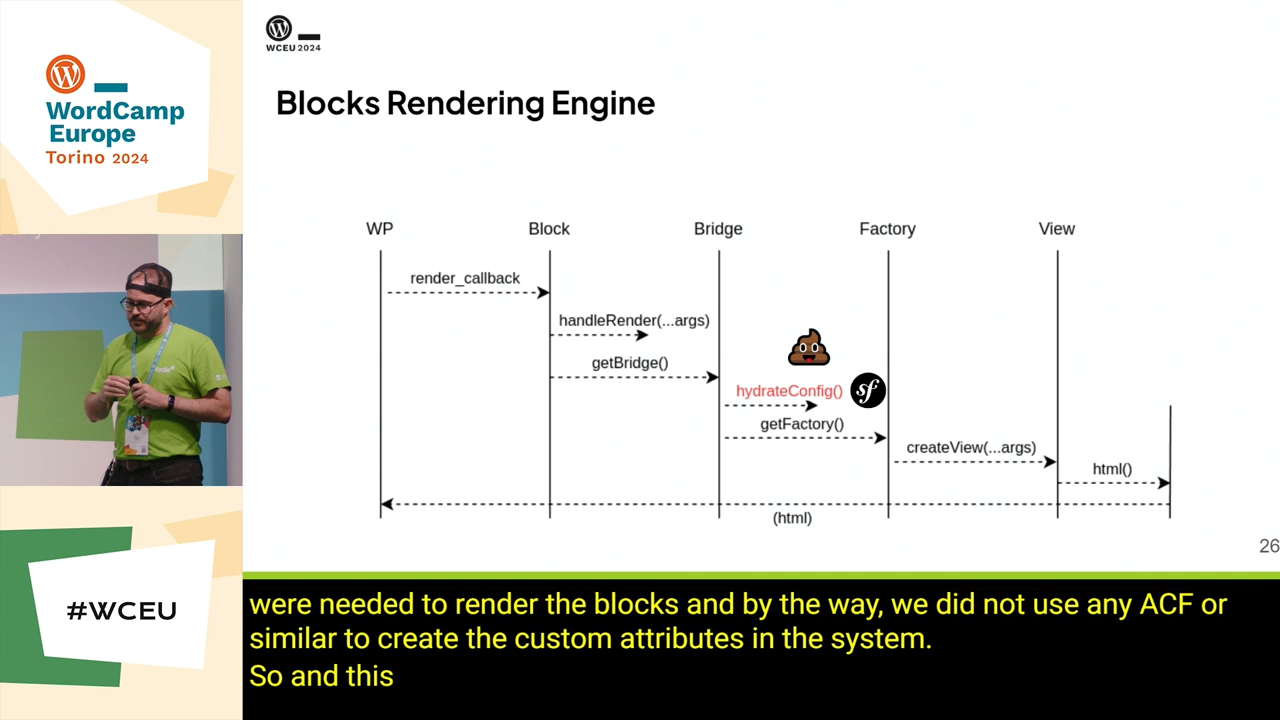 WordCamp
Europe
Torino 2024
#WCEU
WCEU 2024
Blocks Rendering Engine
WP
Block
Bridge
Factory
View
render_callback
handleRender(...args)
getBridge()
hydrateConfig()
sf
getFactory()
createView(...args)
html()
(html)
26
were needed to render the blocks and by the way, we did not use any ACF or
similar to create the custom attributes in the system.
So and this